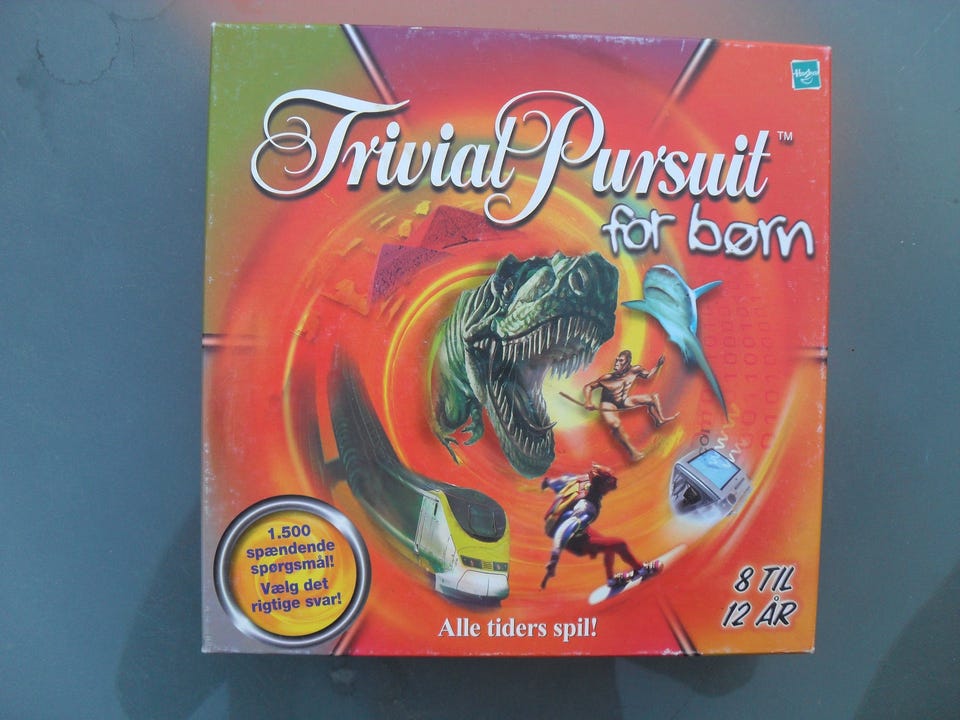 Hasbro
Trivial Pursuit™
for børn
1.500
spændende
spørgsmål!
Vælg det
rigtige svar!
Alle tiders spil!
8 TIL
12 ÅR